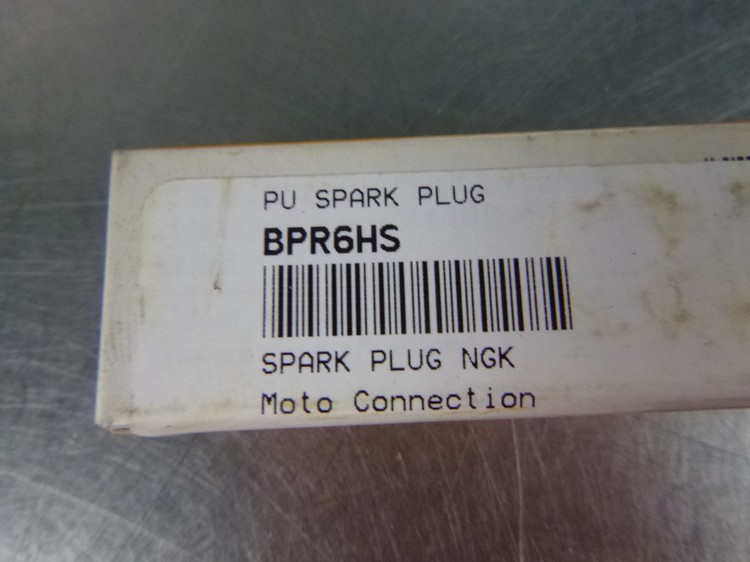 PU SPARK PLUG
BPR6HS
SPARK PLUG NGK
Moto Connection